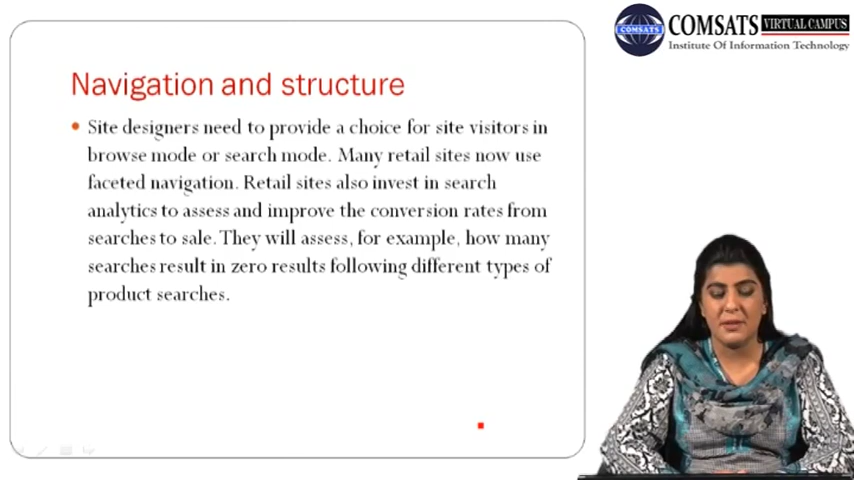 COMSATS VIRTUAL CAMPUS
Institute Of Information Technology
COMSATS
Navigation and structure
Site designers need to provide a choice for site visitors in
browse mode or search mode. Many retail sites now use
faceted navigation. Retail sites also invest in search
analytics to assess and improve the conversion rates from
searches to sale. They will assess, for example, how many
searches result in zero results following different types of
product searches.